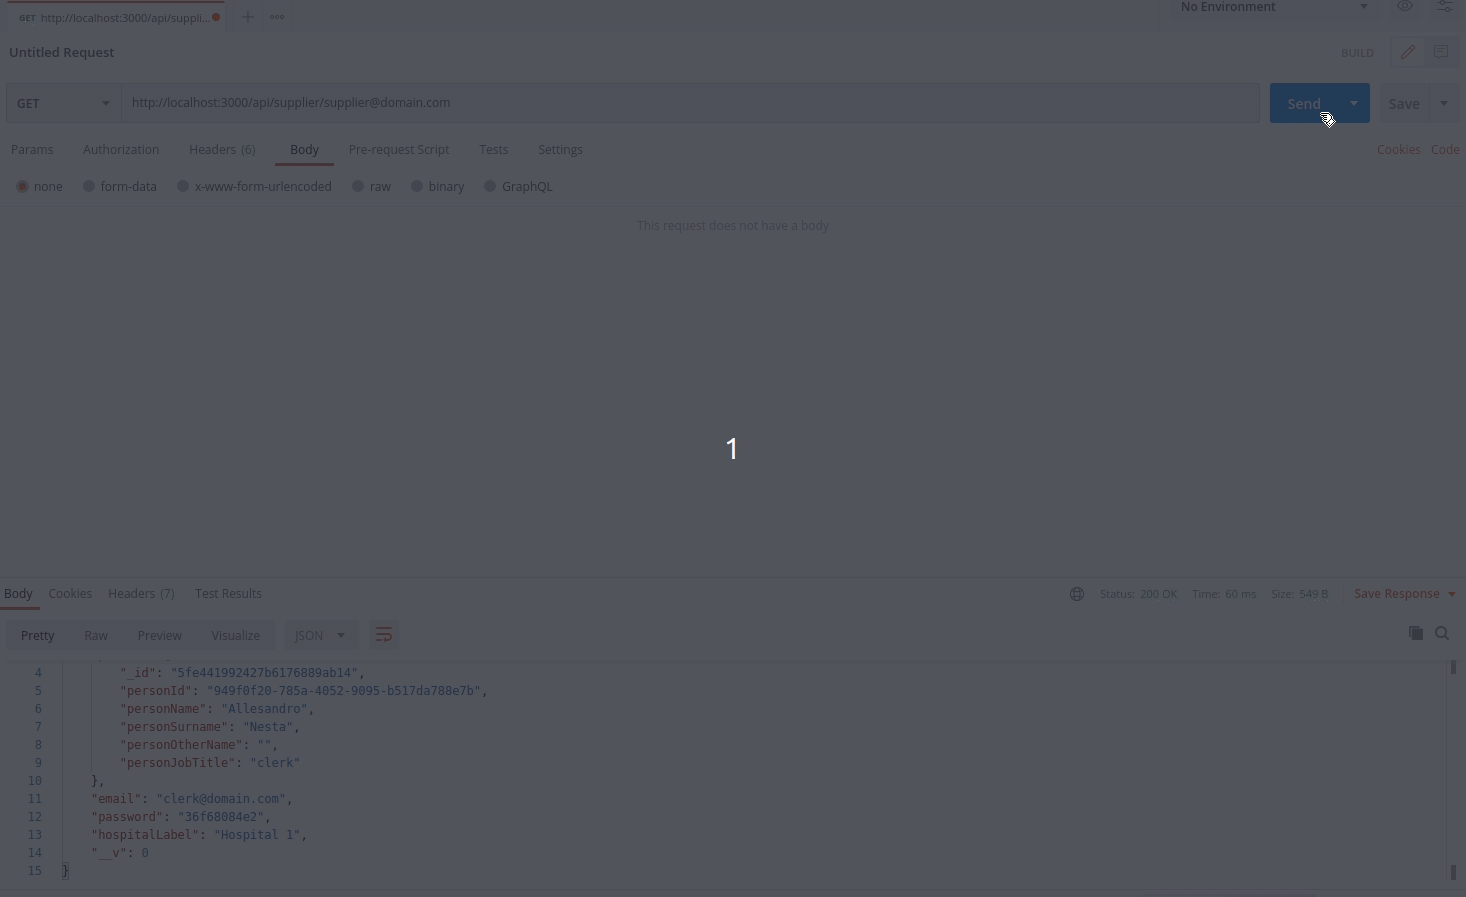 GET http://localhost:3000/api/suppli...
No Environment
Untitled Request
BUILD
GET http://localhost:3000/api/supplier/supplier@domain.com Send Save
Params Authorization Headers (6) Body Pre-request Script Tests Settings Cookies Code
none form-data x-www-form-urlencoded raw binary GraphQL
This request does not have a body
1
Body Cookies Headers (7) Test Results Status: 200 OK Time: 60 ms Size: 549 B Save Response
Pretty Raw Preview Visualize JSON
4 "_id": "5fe441992427b6176889ab14",
5 "personId": "949f0f20-785a-4052-9095-b517da788e7b",
6 "personName": "Allesandro",
7 "personSurname": "Nesta",
8 "personOtherName": "",
9 "personJobTitle": "clerk"
10 },
11 "email": "clerk@domain.com",
12 "password": "36f68084e2",
13 "hospitalLabel": "Hospital 1",
14 "__v": 0
15 }